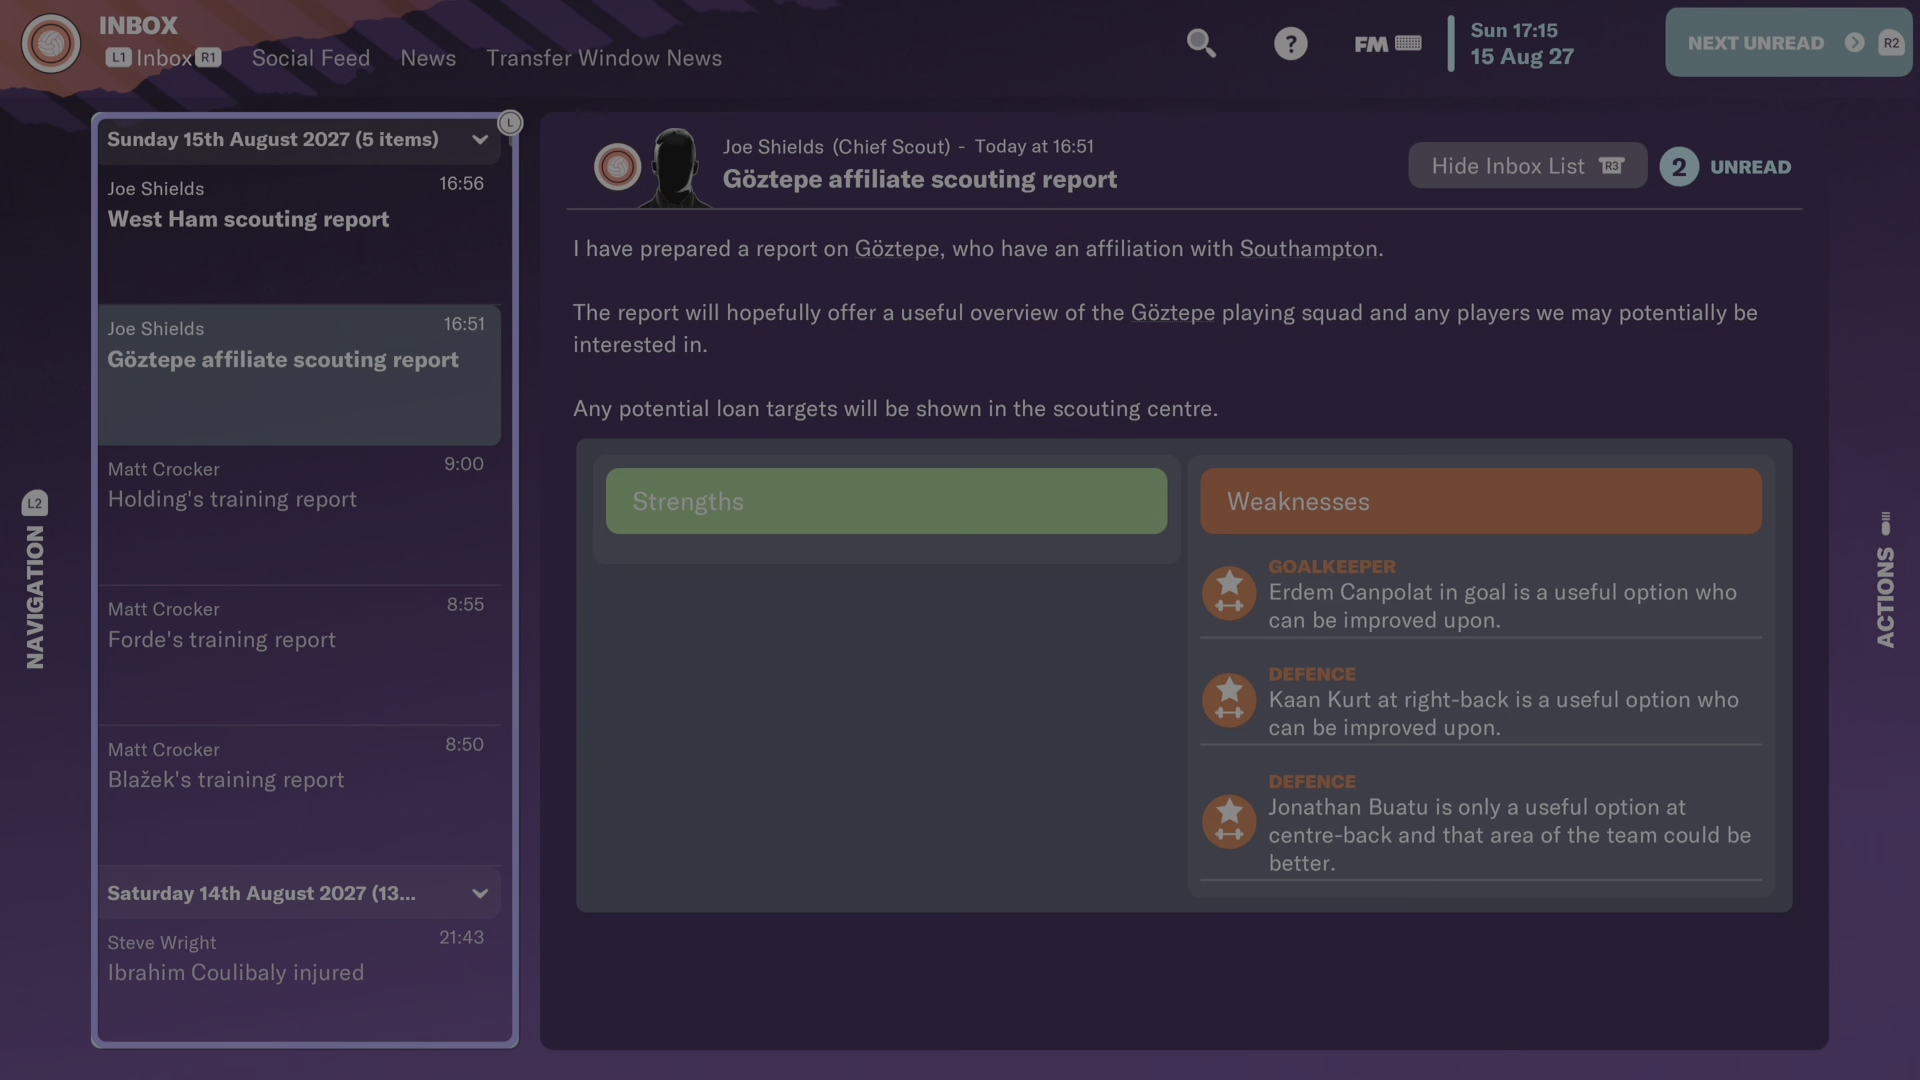 INBOX
L1 Inbox R1 Social Feed News Transfer Window News
?
FM
Sun 17:15
15 Aug 27
NEXT UNREAD R2
Sunday 15th August 2027 (5 items)
L
Joe Shields 16:56
West Ham scouting report
Joe Shields 16:51
Göztepe affiliate scouting report
Matt Crocker 9:00
Holding's training report
Matt Crocker 8:55
Forde's training report
Matt Crocker 8:50
Blažek's training report
Saturday 14th August 2027 (13...
Steve Wright 21:43
Ibrahim Coulibaly injured
L2
NAVIGATION
Joe Shields (Chief Scout) - Today at 16:51
Göztepe affiliate scouting report
Hide Inbox List R3
2 UNREAD
I have prepared a report on Göztepe, who have an affiliation with Southampton.
The report will hopefully offer a useful overview of the Göztepe playing squad and any players we may potentially be
interested in.
Any potential loan targets will be shown in the scouting centre.
Strengths
Weaknesses
GOALKEEPER
Erdem Canpolat in goal is a useful option who
can be improved upon.
DEFENCE
Kaan Kurt at right-back is a useful option who
can be improved upon.
DEFENCE
Jonathan Buatu is only a useful option at
centre-back and that area of the team could be
better.
ACTIONS